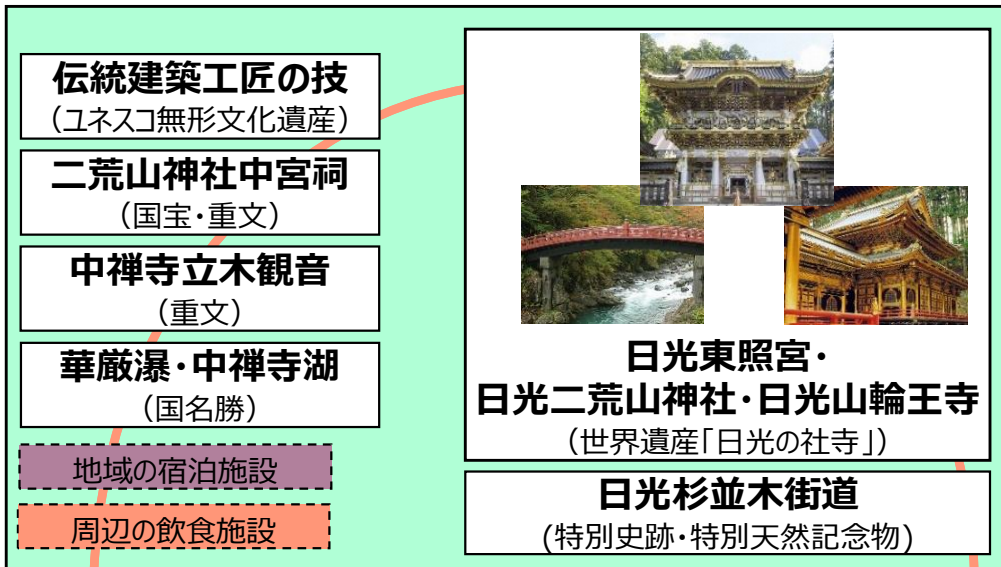 伝統建築工匠の技
（ユネスコ無形文化遺産）
二荒山神社中宮祠
（国宝・重文）
中禅寺立木観音
（重文）
華厳瀑・中禅寺湖
（国名勝）
地域の宿泊施設
周辺の飲食施設
日光東照宮・
日光二荒山神社・日光山輪王寺
（世界遺産「日光の社寺」）
日光杉並木街道
(特別史跡・特別天然記念物)